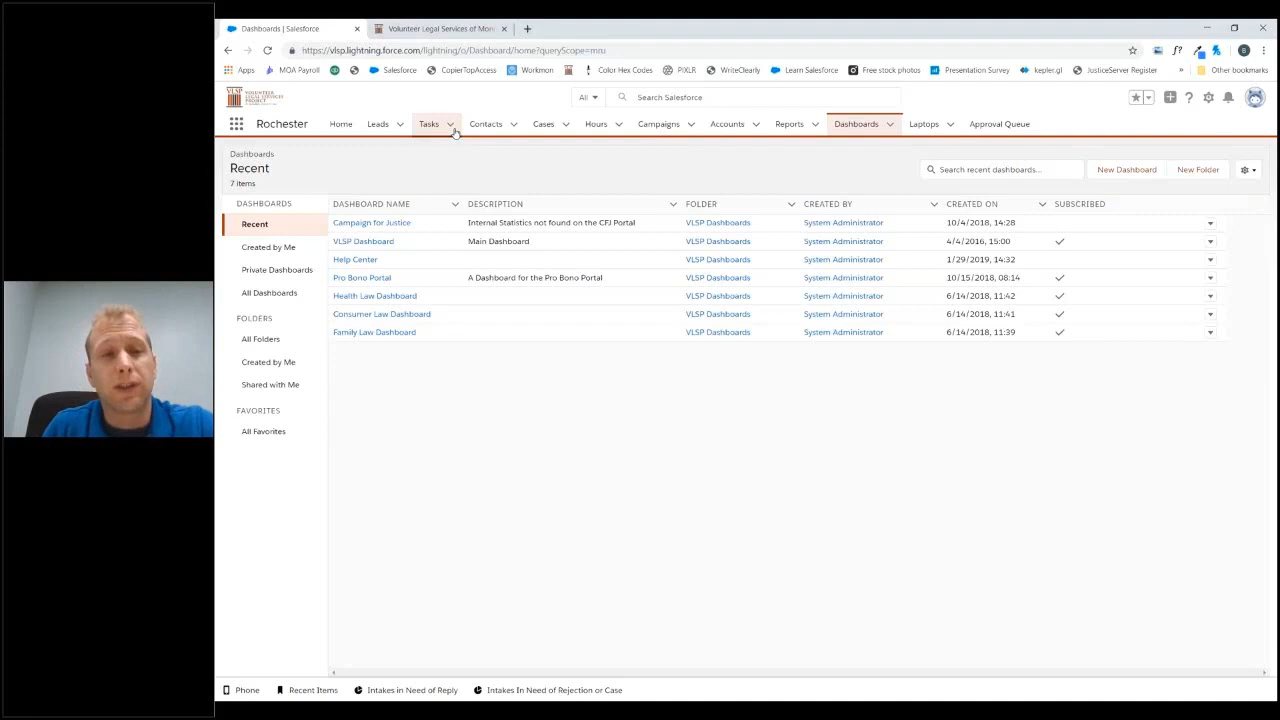 Dashboards | Salesforce
Volunteer Legal Services of Mon
https://vlsp.lightning.force.com/lightning/o/Dashboard/home?queryScope=mru
Apps MOA Payroll Salesforce CopierTopAccess Workmon Color Hex Codes PIXLR WriteClearly Learn Salesforce Free stock photos Presentation Survey kepler.gl JusticeServer Register » Other bookmarks
VLSP VOLUNTEER LEGAL SERVICES PROJECT
All Search Salesforce
Rochester Home Leads Tasks Contacts Cases Hours Campaigns Accounts Reports Dashboards Laptops Approval Queue
Dashboards
Recent
7 items
Search recent dashboards...
New Dashboard New Folder
DASHBOARDS
Recent
Created by Me
Private Dashboards
All Dashboards
FOLDERS
All Folders
Created by Me
Shared with Me
FAVORITES
All Favorites
DASHBOARD NAME DESCRIPTION FOLDER CREATED BY CREATED ON SUBSCRIBED
Campaign for Justice Internal Statistics not found on the CFJ Portal VLSP Dashboards System Administrator 10/4/2018, 14:28
VLSP Dashboard Main Dashboard VLSP Dashboards System Administrator 4/4/2016, 15:00
Help Center VLSP Dashboards System Administrator 1/29/2019, 14:32
Pro Bono Portal A Dashboard for the Pro Bono Portal VLSP Dashboards System Administrator 10/15/2018, 08:14
Health Law Dashboard VLSP Dashboards System Administrator 6/14/2018, 11:42
Consumer Law Dashboard VLSP Dashboards System Administrator 6/14/2018, 11:41
Family Law Dashboard VLSP Dashboards System Administrator 6/14/2018, 11:39
Phone Recent Items Intakes in Need of Reply Intakes In Need of Rejection or Case